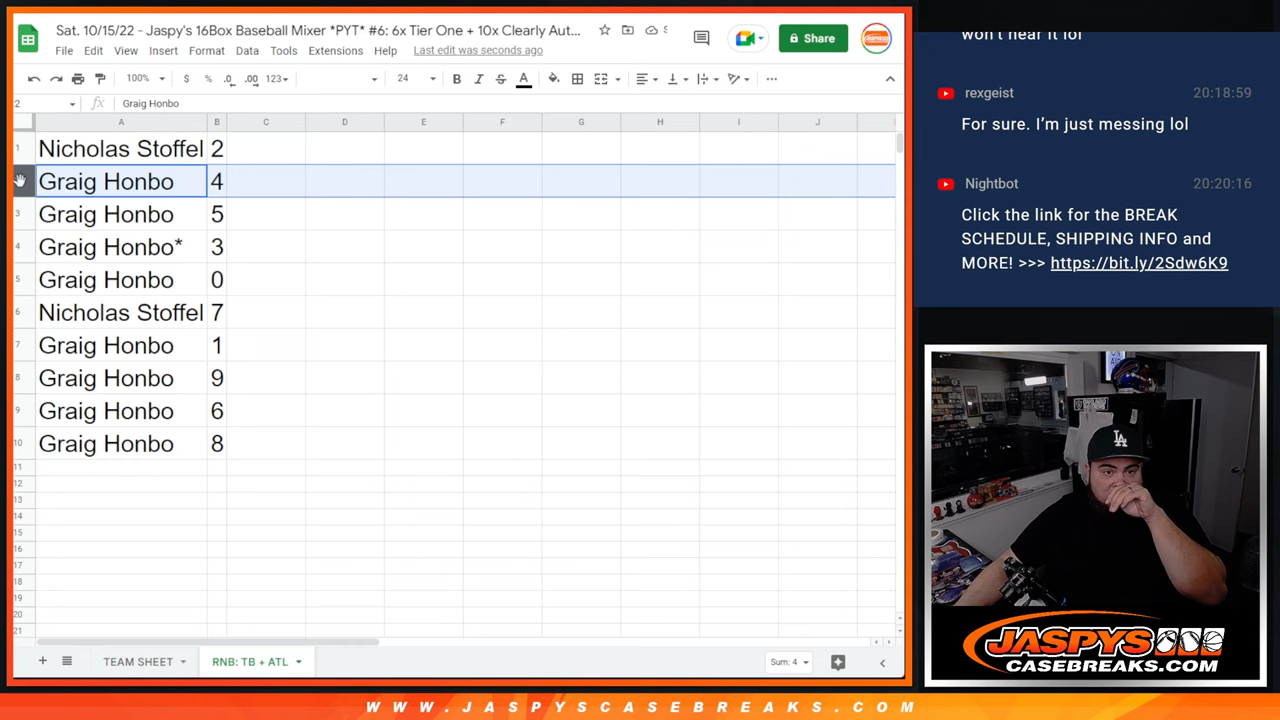 Sat. 10/15/22 - Jaspy's 16Box Baseball Mixer *PYT* #6: 6x Tier One + 10x Clearly Aut...
File Edit View Insert Format Data Tools Extensions Help Last edit was seconds ago
Share
100% $ % .0 .00 123 24 B I S A
2 fx Graig Honbo
A B C D E F G H I J
1 Nicholas Stoffel 2
Graig Honbo 4
3 Graig Honbo 5
4 Graig Honbo* 3
5 Graig Honbo 0
6 Nicholas Stoffel 7
7 Graig Honbo 1
8 Graig Honbo 9
9 Graig Honbo 6
10 Graig Honbo 8
11
12
13
14
15
16
17
18
19
20
21
+ TEAM SHEET RNB: TB + ATL Sum: 4
won't hear it lol
rexgeist 20:18:59
For sure. I'm just messing lol
Nightbot 20:20:16
Click the link for the BREAK
SCHEDULE, SHIPPING INFO and
MORE! >>> https://bit.ly/2Sdw6K9
LA
JASPYS
CASEBREAKS.COM
WWW.JASPYSCASEBREAKS.COM